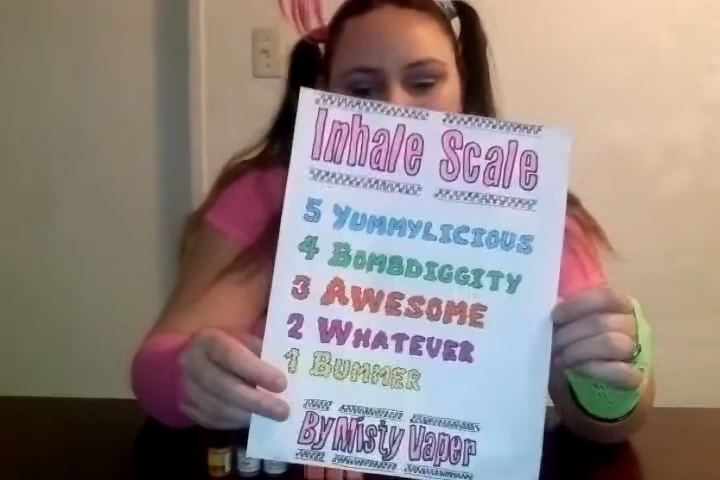 Inhale Scale
5 YUMMYLICIOUS
4 BOMBDIGGITY
3 AWESOME
2 WHATEVER
1 BUMMER
By Misty Vaper